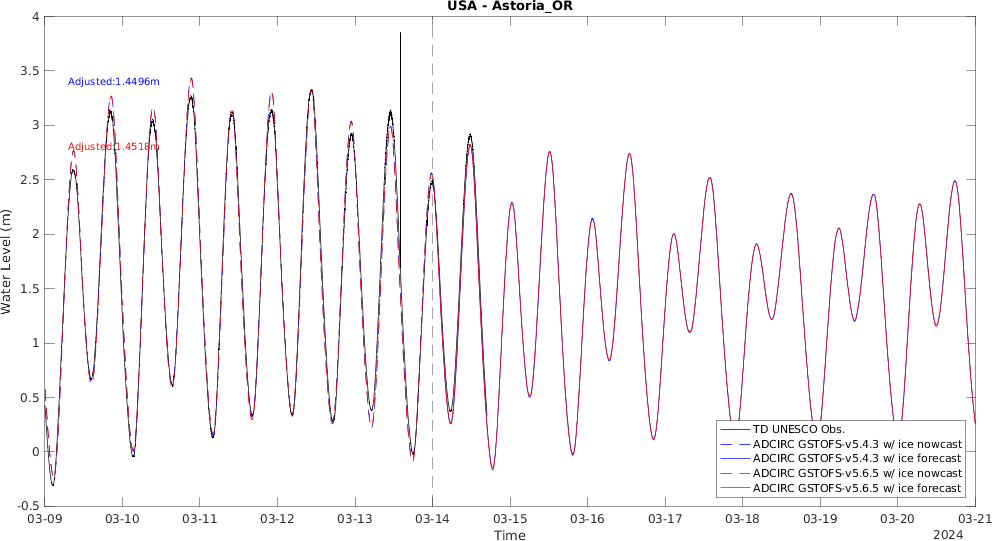 USA - Astoria_OR
4
3.5
3
2.5
2
1.5
1
0.5
0
-0.5
Water Level (m)
Adjusted:1.4496m
Adjusted:1.4518m
TD UNESCO Obs.
ADCIRC GSTOFS-v5.4.3 w/ ice nowcast
ADCIRC GSTOFS-v5.4.3 w/ ice forecast
ADCIRC GSTOFS-v5.6.5 w/ ice nowcast
ADCIRC GSTOFS-v5.6.5 w/ ice forecast
03-09 03-10 03-11 03-12 03-13 03-14 03-15 03-16 03-17 03-18 03-19 03-20 03-21
Time
2024